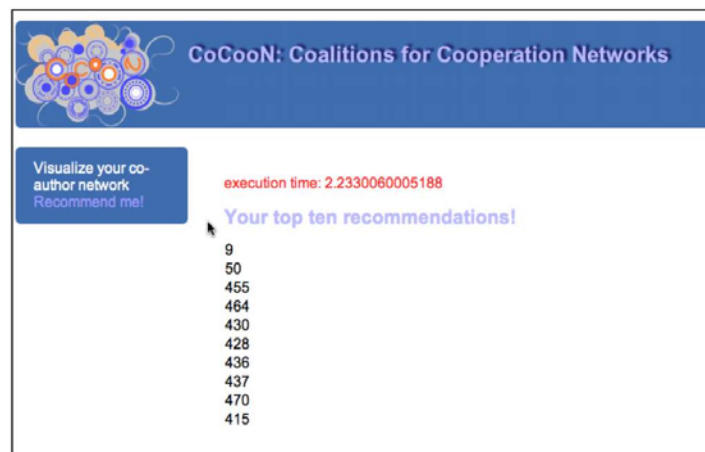 CoCooN: Coalitions for Cooperation Networks
Visualize your co-
author network
Recommend me!
execution time: 2.2330060005188
Your top ten recommendations!
9
50
455
464
430
428
436
437
470
415